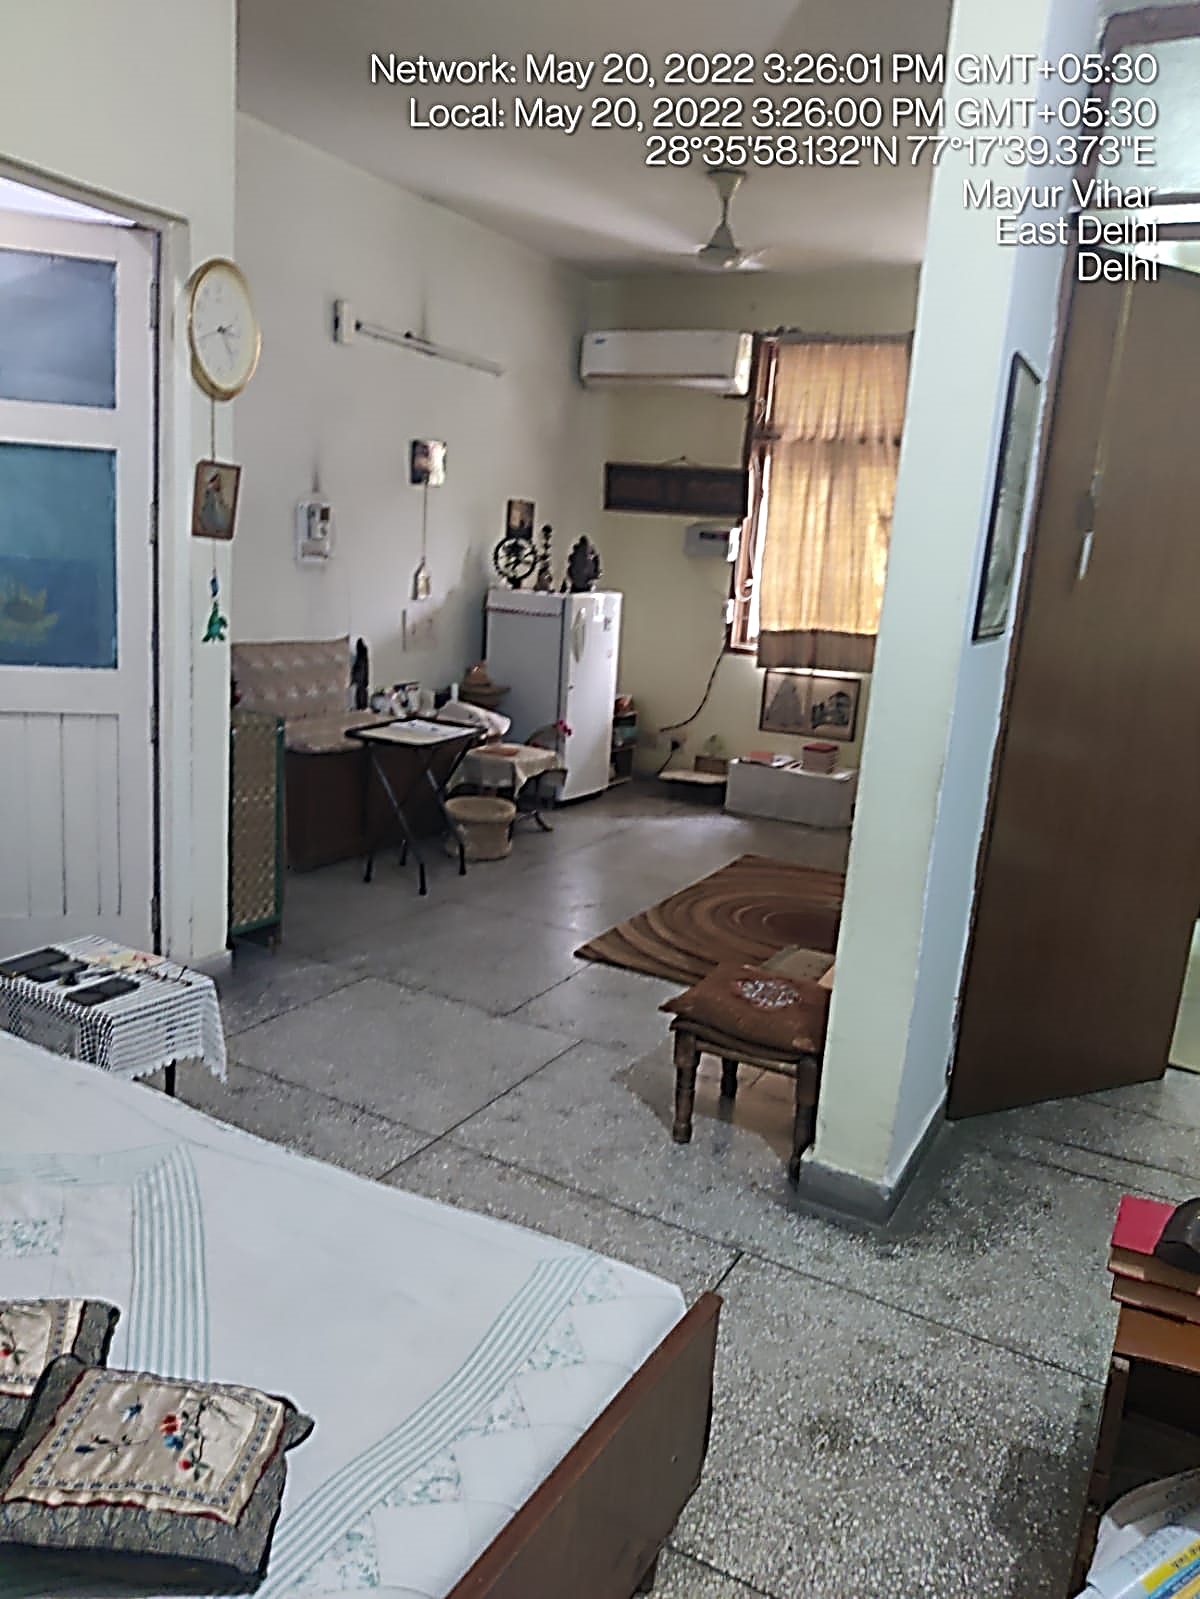 Network: May 20, 2022 3:26:01 PM GMT+05:30
Local: May 20, 2022 3:26:00 PM GMT+05:30
28°35'58.132"N 77°17'39.373"E
Mayur Vihar
East Delhi
Delhi